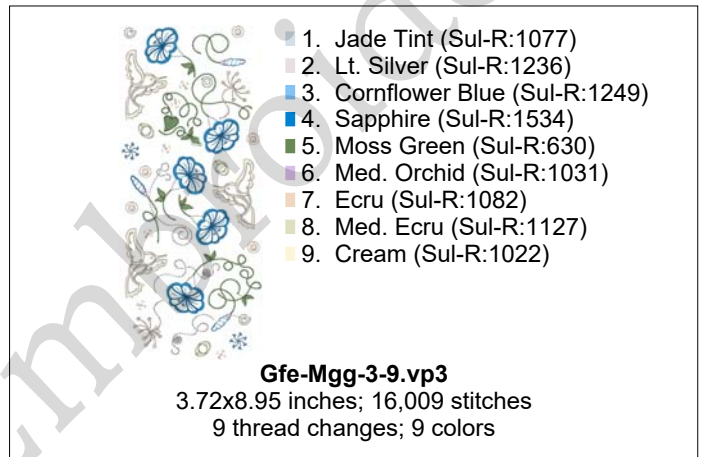 1. Jade Tint (Sul-R:1077)
2. Lt. Silver (Sul-R:1236)
3. Cornflower Blue (Sul-R:1249)
4. Sapphire (Sul-R:1534)
5. Moss Green (Sul-R:630)
6. Med. Orchid (Sul-R:1031)
7. Ecru (Sul-R:1082)
8. Med. Ecru (Sul-R:1127)
9. Cream (Sul-R:1022)
Gfe-Mgg-3-9.vp3
3.72x8.95 inches; 16,009 stitches
9 thread changes; 9 colors